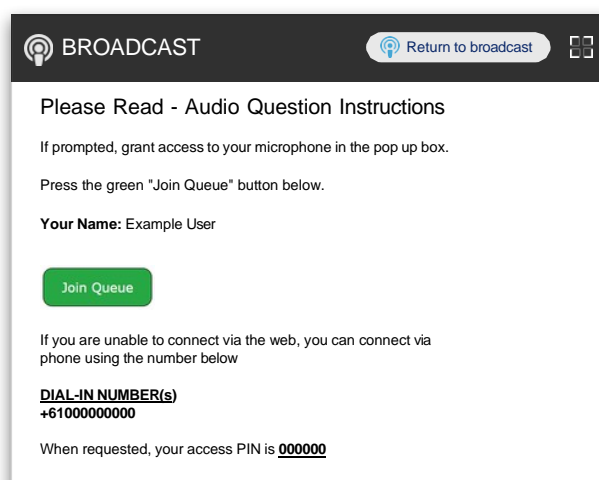 BROADCAST
Return to broadcast
Please Read - Audio Question Instructions
If prompted, grant access to your microphone in the pop up box.
Press the green "Join Queue" button below.
Your Name: Example User
Join Queue
If you are unable to connect via the web, you can connect via
phone using the number below
DIAL-IN NUMBER(s)
+61000000000
When requested, your access PIN is 000000